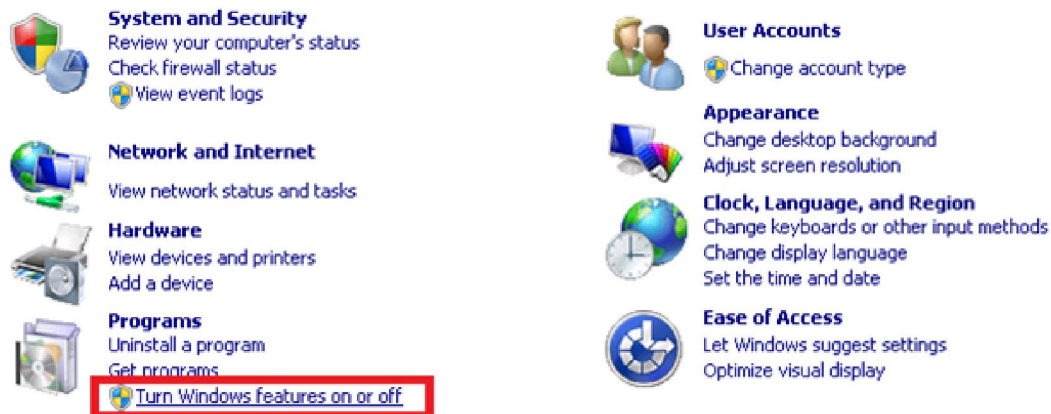 System and Security
Review your computer's status
Check firewall status
View event logs
Network and Internet
View network status and tasks
Hardware
View devices and printers
Add a device
Programs
Uninstall a program
Get programs
Turn Windows features on or off
User Accounts
Change account type
Appearance
Change desktop background
Adjust screen resolution
Clock, Language, and Region
Change keyboards or other input methods
Change display language
Set the time and date
Ease of Access
Let Windows suggest settings
Optimize visual display